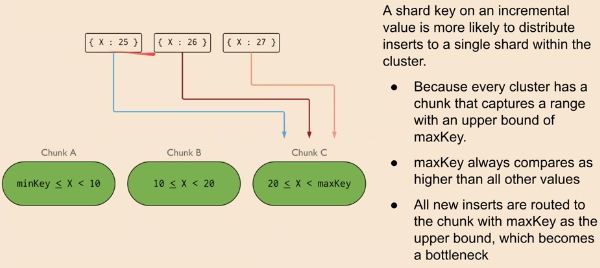 { X : 25 } { X : 26 } { X : 27 }
Chunk A Chunk B Chunk C
minKey ≤ X < 10 10 ≤ X < 20 20 ≤ X < maxKey
A shard key on an incremental
value is more likely to distribute
inserts to a single shard within the
cluster.
● Because every cluster has a
chunk that captures a range
with an upper bound of
maxKey.
● maxKey always compares as
higher than all other values
● All new inserts are routed to
the chunk with maxKey as the
upper bound, which becomes
a bottleneck